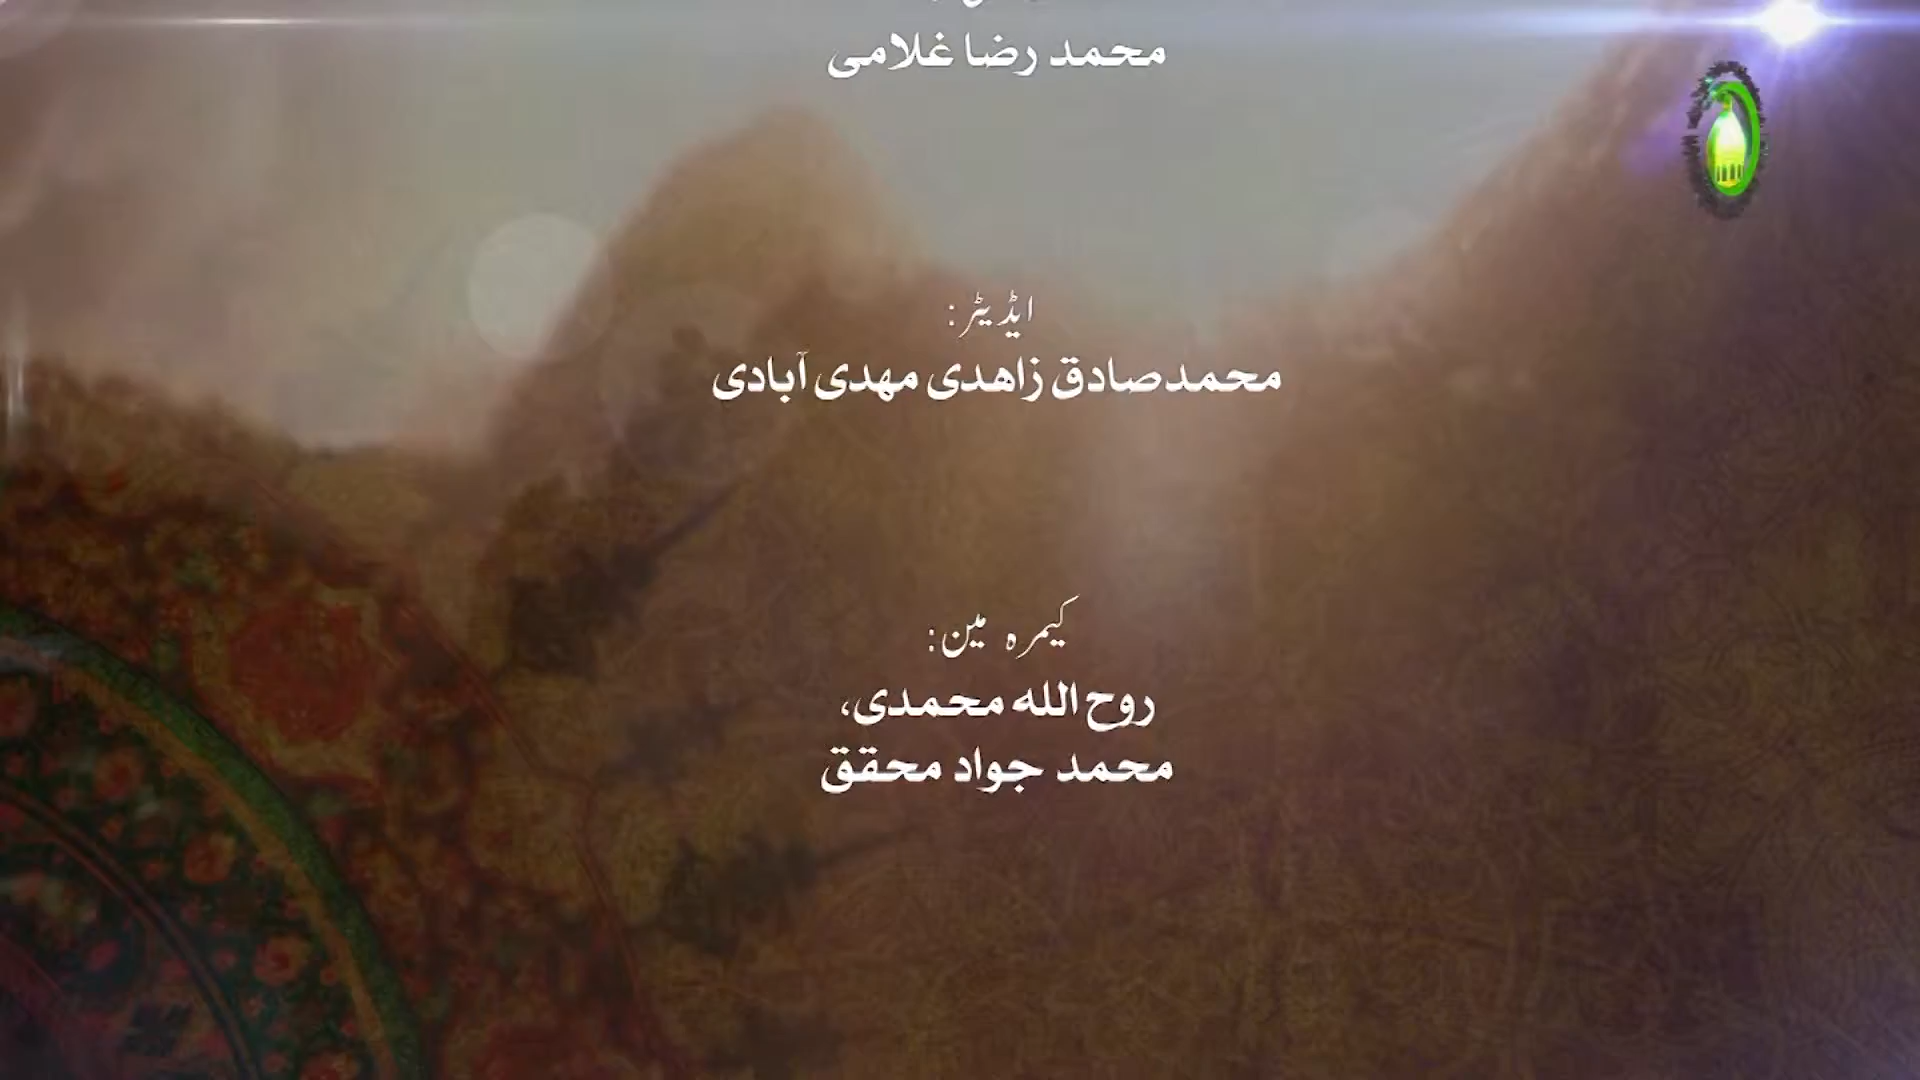 محمد رضا غلامی
ایڈیٹر:
محمدصادق زاهدی مهدی آبادی
کیمرہ مین:
روح الله محمدی،
محمد جواد محقق